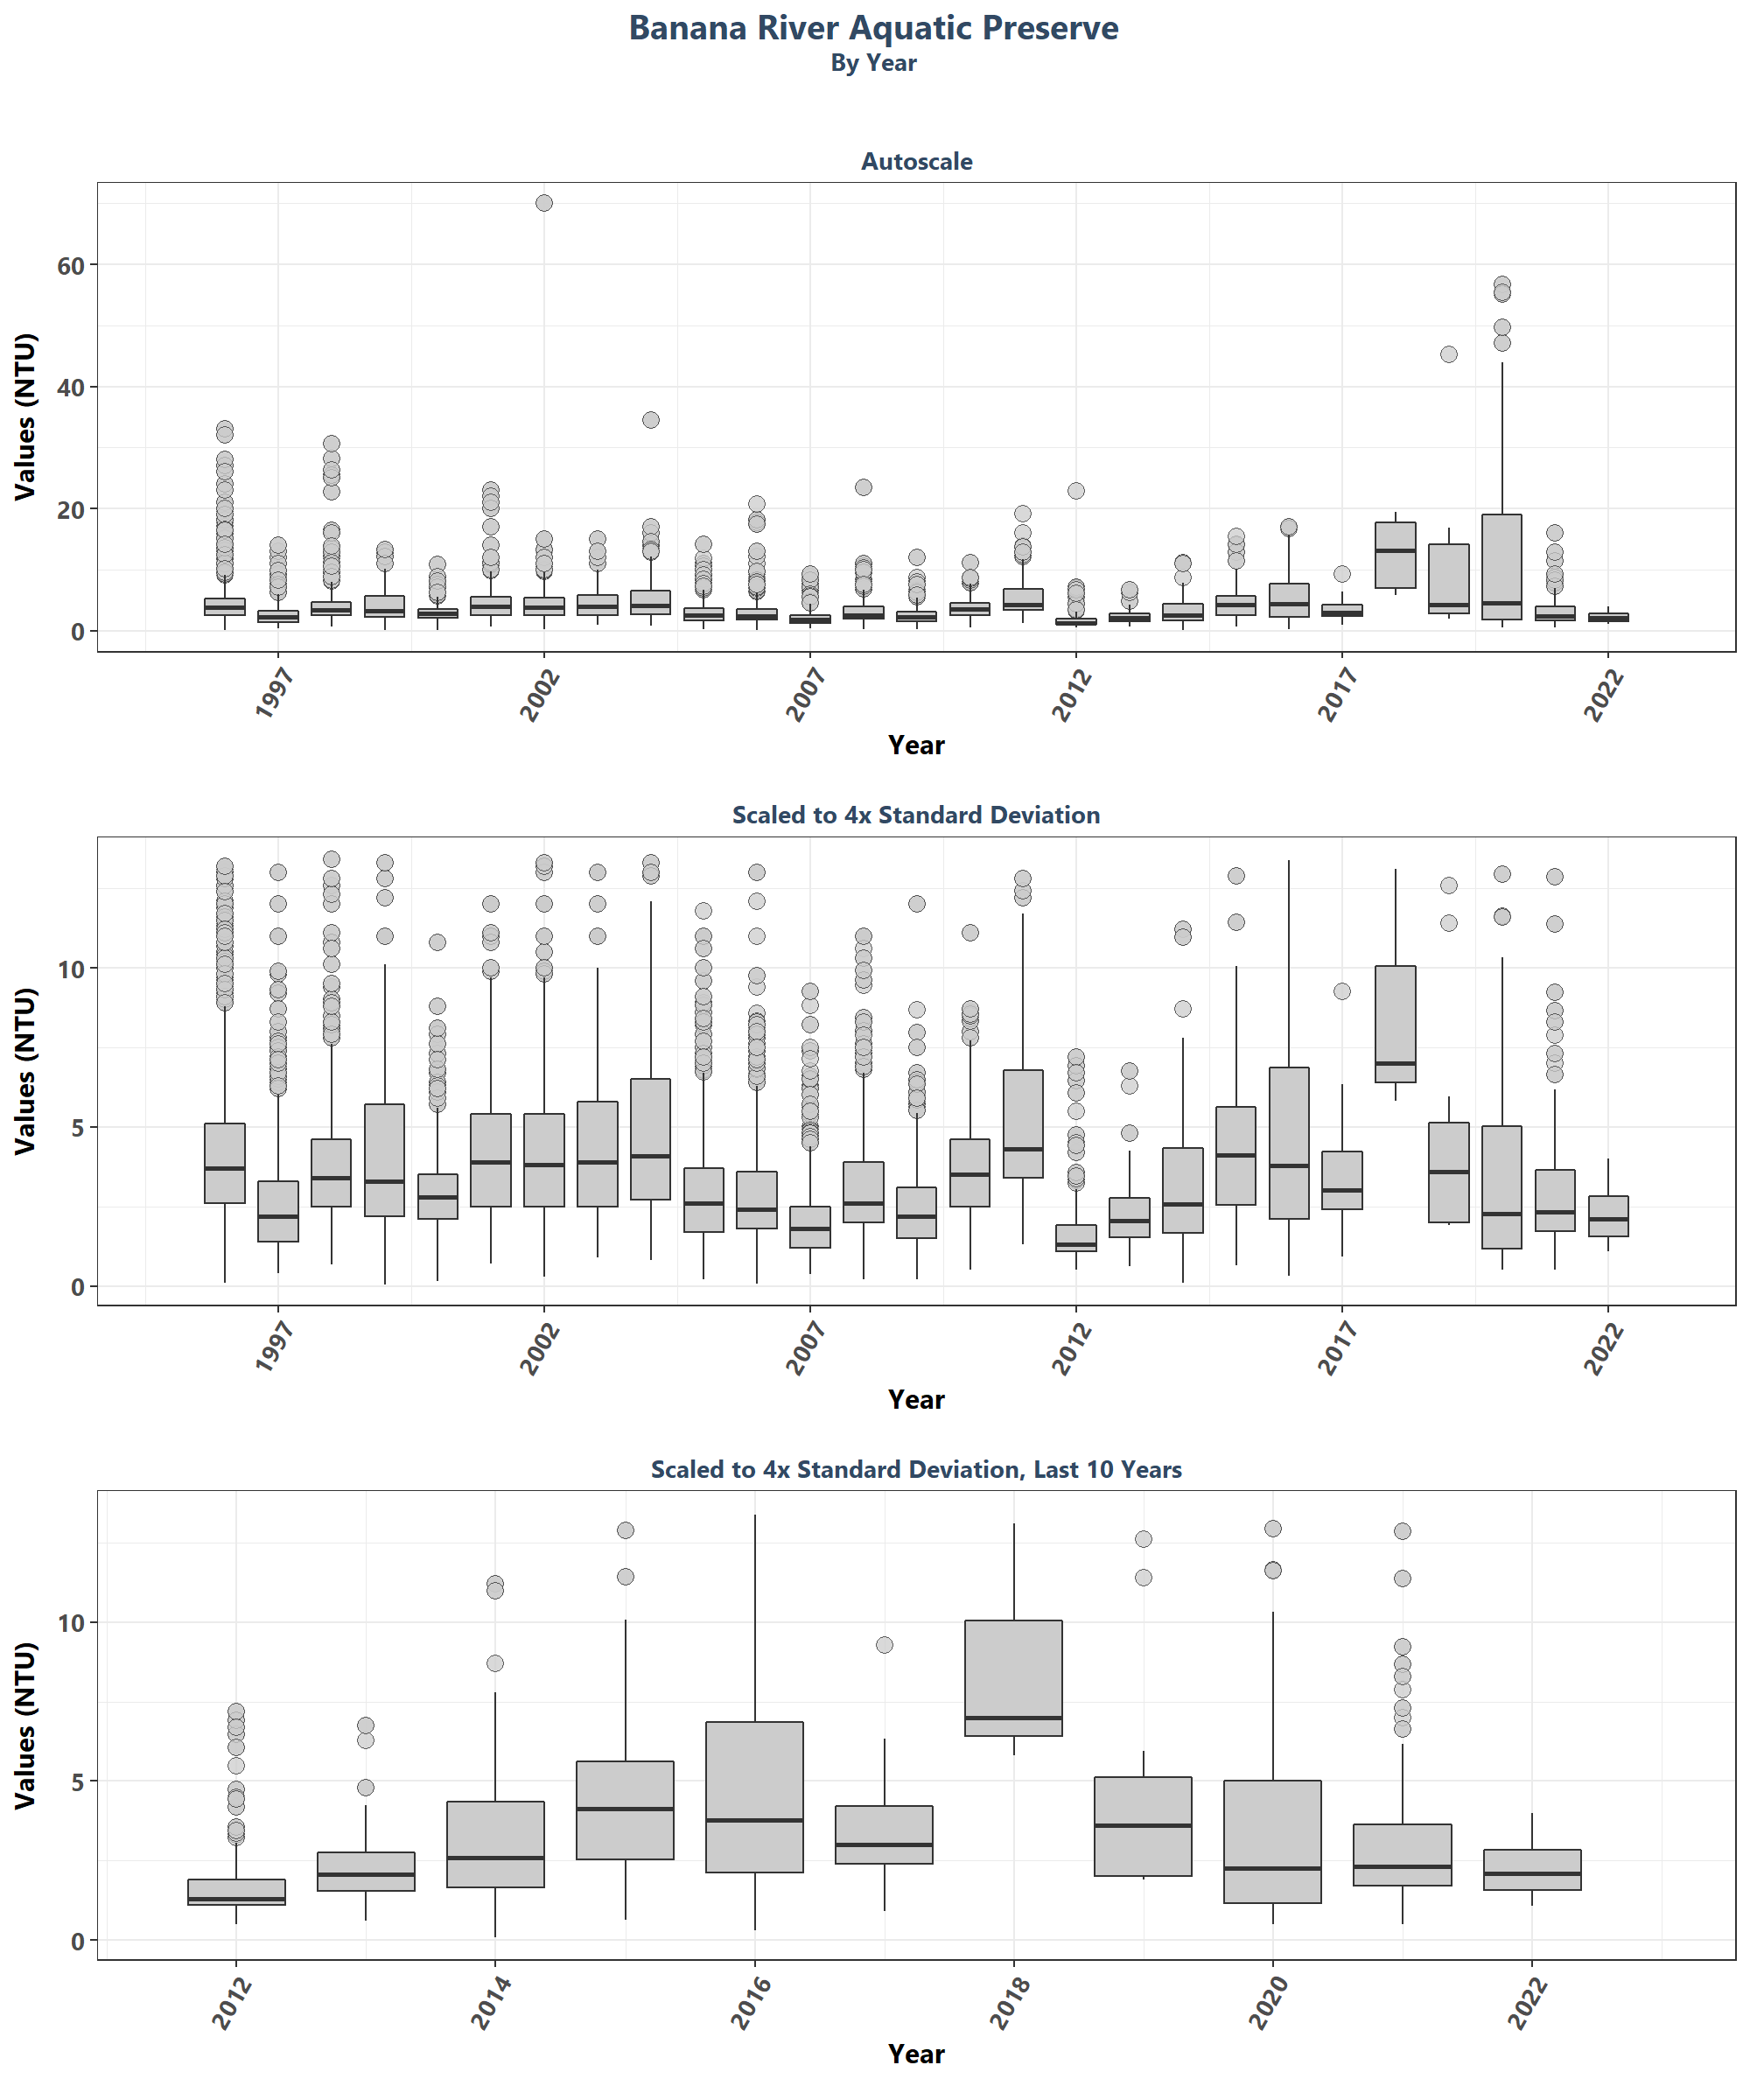 Banana River Aquatic Preserve
By Year
Autoscale
Values (NTU)
60
40
20
0
1997
2002
2007
2012
2017
2022
Year
Scaled to 4x Standard Deviation
Values (NTU)
10
5
0
1997
2002
2007
2012
2017
2022
Year
Scaled to 4x Standard Deviation, Last 10 Years
Values (NTU)
10
5
0
2012
2014
2016
2018
2020
2022
Year